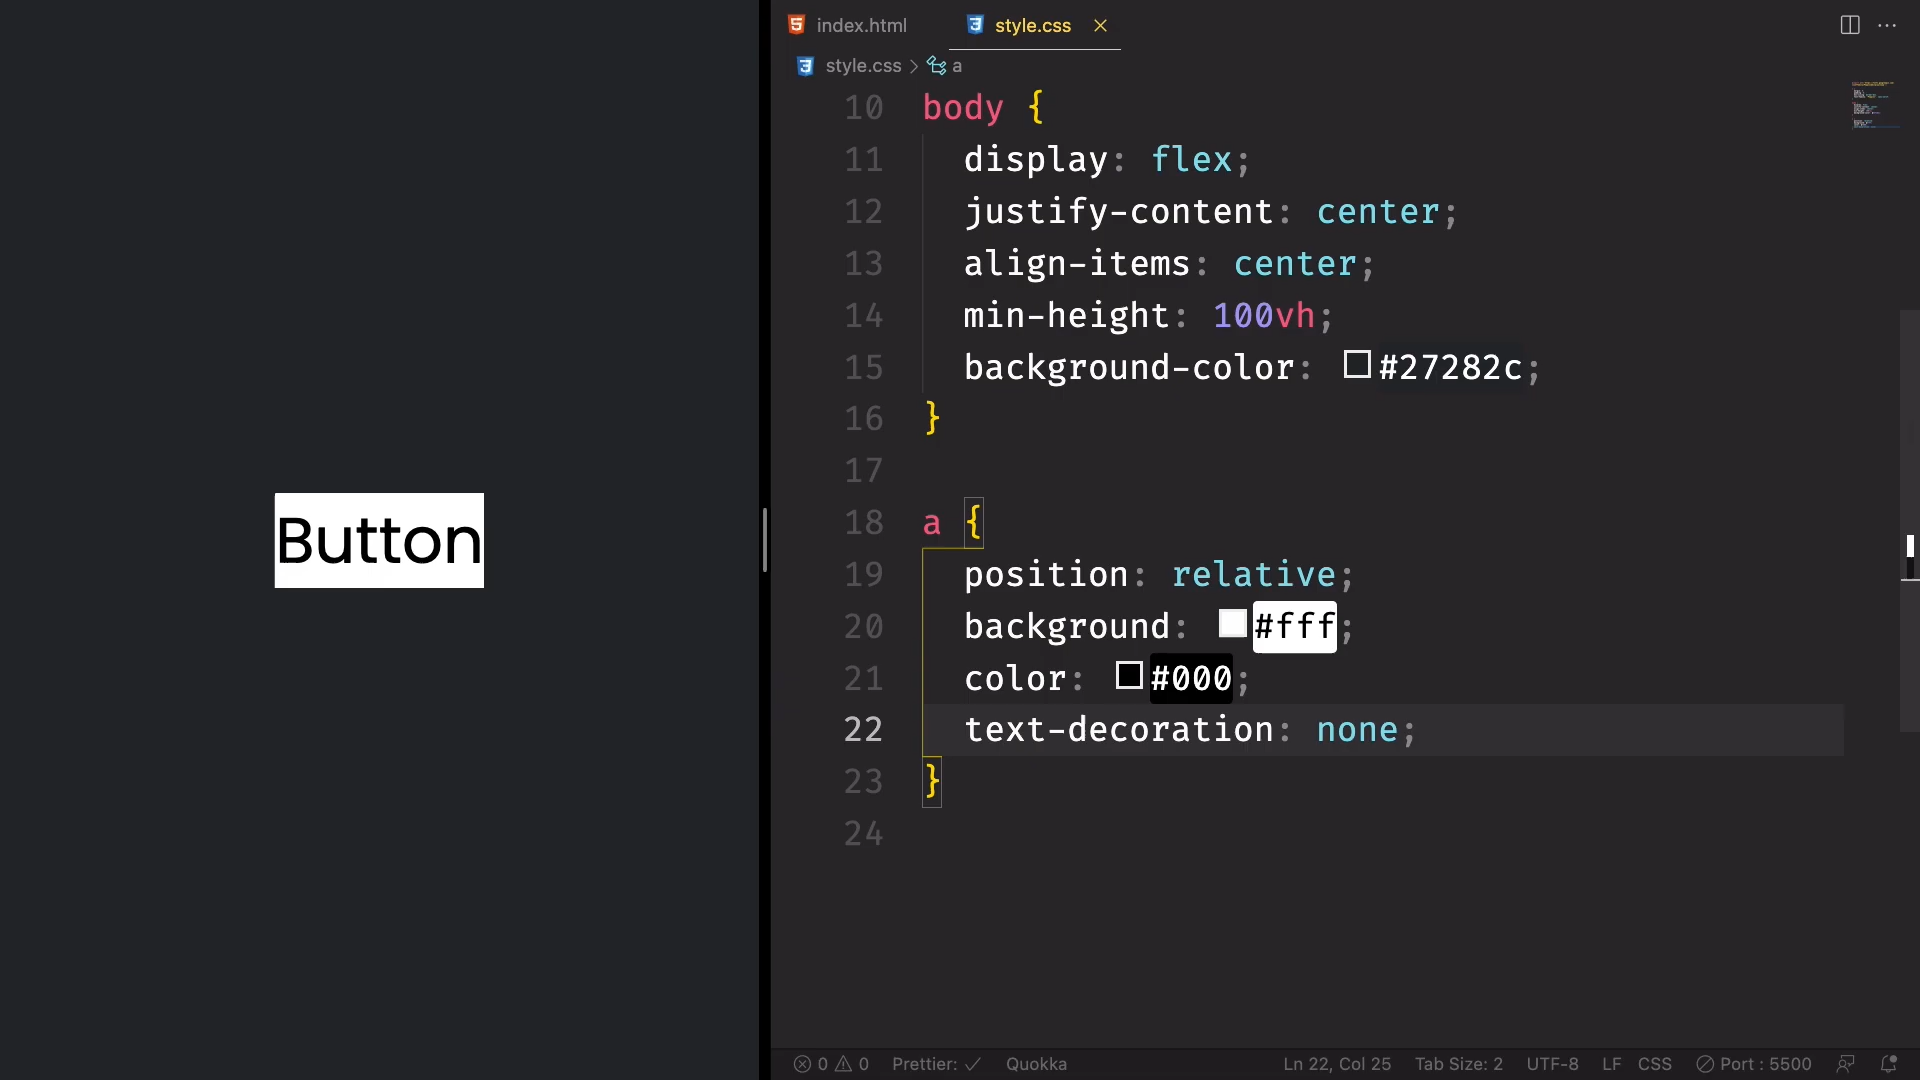 index.html
style.css
style.css > a
10 body {
11 display: flex;
12 justify-content: center;
13 align-items: center;
14 min-height: 100vh;
15 background-color: #27282c;
16 }
17
18 a {
19 position: relative;
20 background: #fff;
21 color: #000;
22 text-decoration: none;
23 }
24
Button
0 0 Prettier: ✓ Quokka Ln 22, Col 25 Tab Size: 2 UTF-8 LF CSS Port : 5500